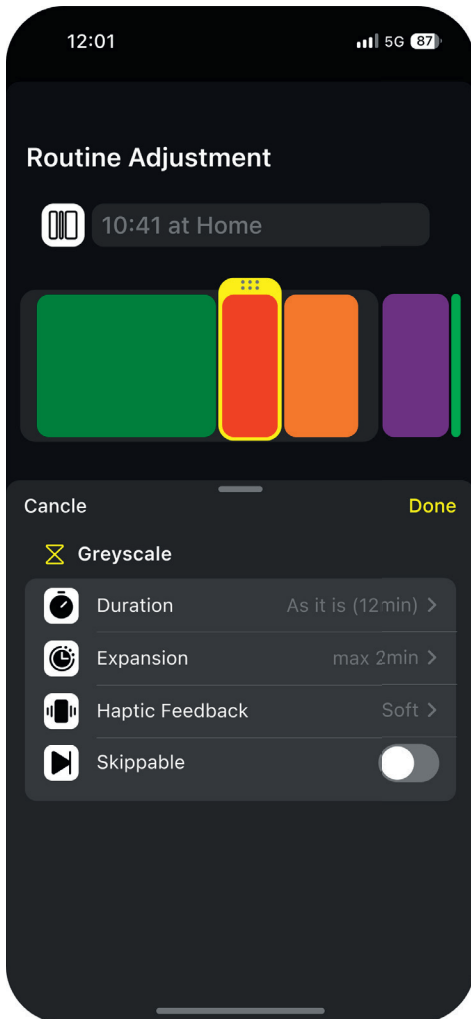 12:01 5G 87
Routine Adjustment
10:41 at Home
Cancle Done
Greyscale
Duration As it is (12min)
Expansion max 2min
Haptic Feedback Soft
Skippable